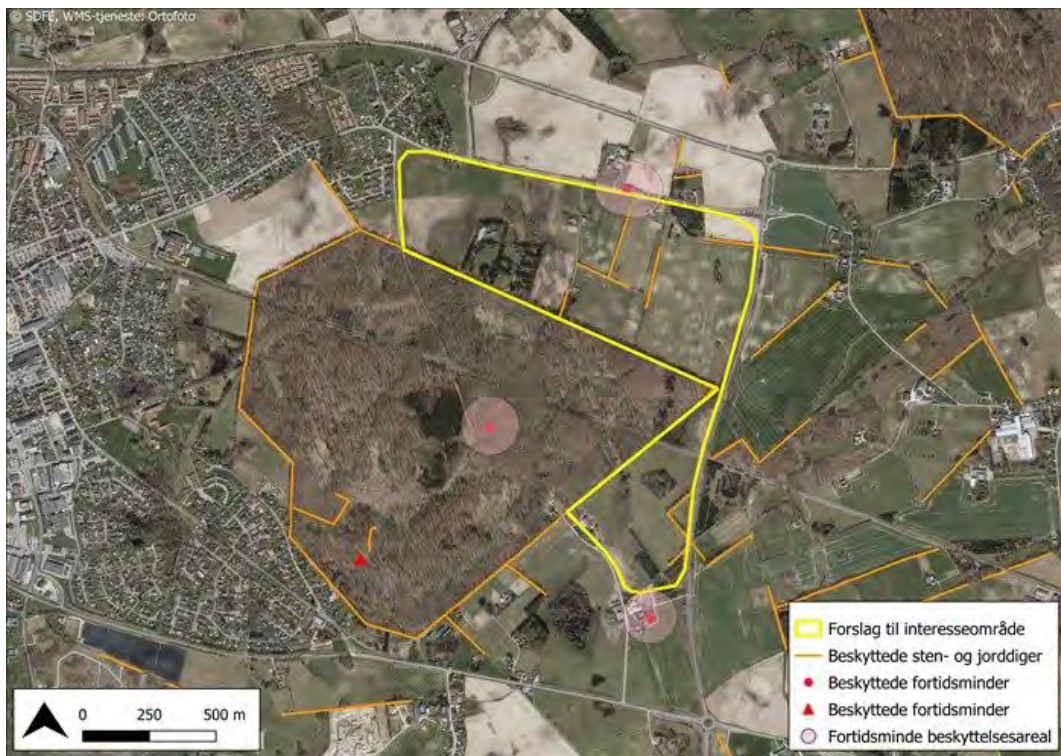 © SDFE, WMS-tjeneste: Ortofoto
Forslag til interesseområde
Beskyttede sten- og jorddiger
Beskyttede fortidsminder
Beskyttede fortidsminder
Fortidsminde beskyttelsesareal
0 250 500 m